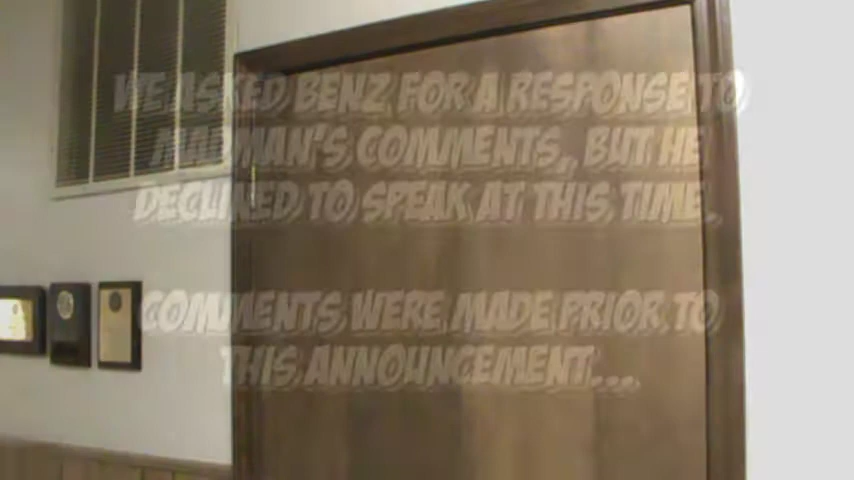 WE ASKED BENZ FOR A RESPONSE TO
MADMAN'S COMMENTS, BUT HE
DECLINED TO SPEAK AT THIS TIME.
COMMENTS WERE MADE PRIOR TO
THIS ANNOUNCEMENT...